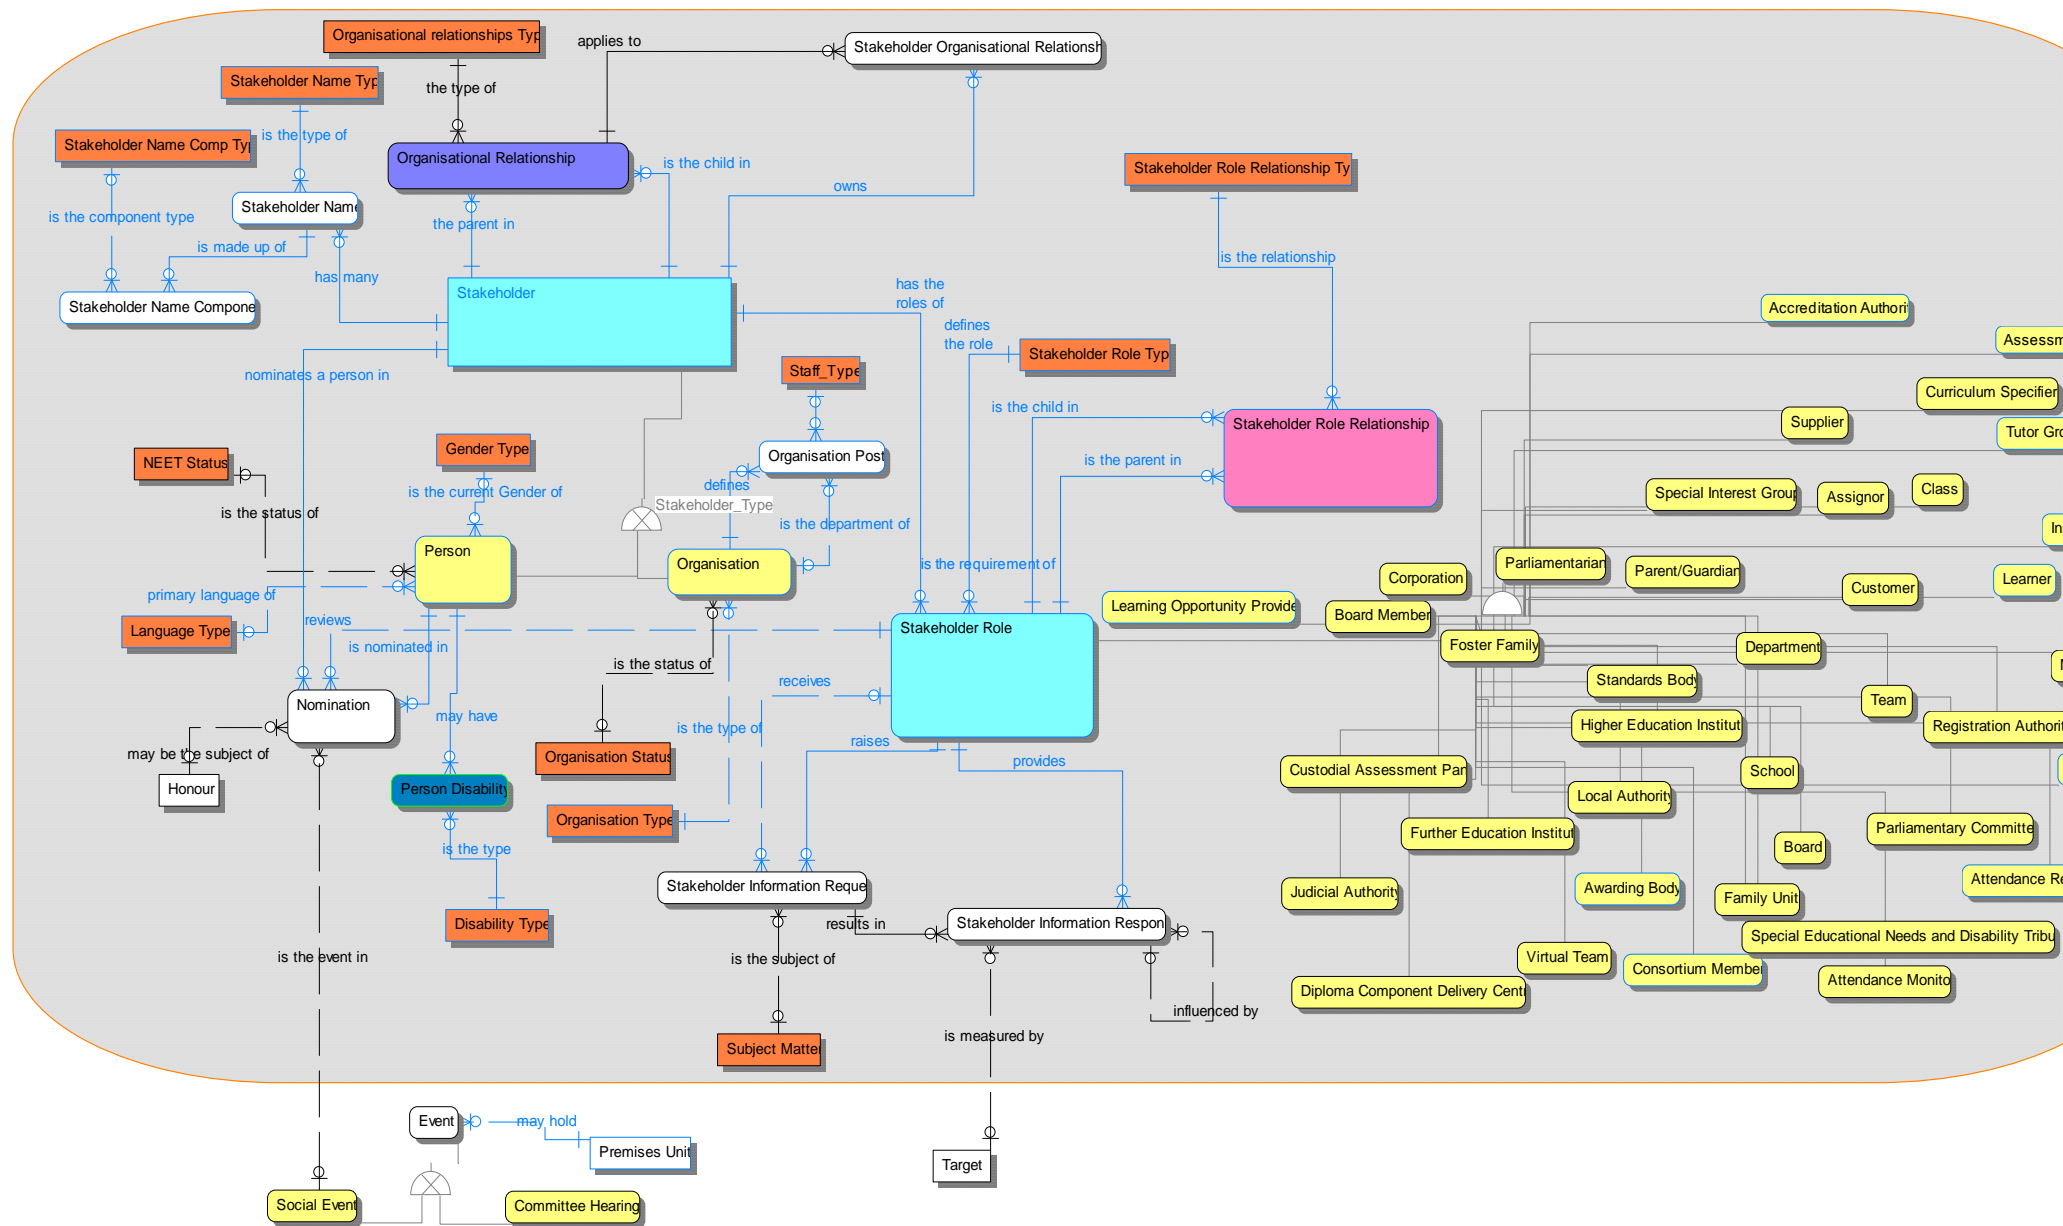 Organisational relationships Typ
applies to
Stakeholder Organisational Relationsh
Stakeholder Name Typ
the type of
Stakeholder Name Comp Typ
is the type of
Organisational Relationship
is the child in
Stakeholder Role Relationship Ty
owns
Stakeholder Name
is the component type
the parent in
is made up of
is the relationship
has many
Stakeholder Name Compone
Stakeholder
has the
roles of
Accreditation Authori
defines
the role
Stakeholder Role Typ
Assessm
nominates a person in
Staff_Type
Curriculum Specifier
is the child in
Stakeholder Role Relationship
Supplier
Tutor Gro
Gender Type
Organisation Post
is the parent in
NEET Status
defines
is the current Gender of
Special Interest Group
Assignor
Class
Stakeholder_Type
is the status of
is the department of
In
Person
Organisation
is the requirement of
Parliamentarian
Parent/Guardian
Corporation
Learner
Customer
primary language of
Learning Opportunity Provide
Board Member
reviews
Language Type
Stakeholder Role
is nominated in
Foster Family
Department
is the status of
receives
Standards Body
Nomination
Team
may have
is the type of
Higher Education Institut
Registration Authorit
raises
may be the subject of
Organisation Status
provides
Custodial Assessment Pan
School
Honour
Person Disability
Local Authority
Organisation Type
Further Education Institut
Parliamentary Committe
is the type
Board
Stakeholder Information Reque
Judicial Authority
Awarding Body
Attendance Re
Family Unit
Disability Type
results in
Stakeholder Information Respon
Special Educational Needs and Disability Tribu
is the event in
is the subject of
Virtual Team
Consortium Member
Attendance Monito
Diploma Component Delivery Centr
influenced by
is measured by
Subject Matter
Event
may hold
Premises Unit
Target
Social Event
Committee Hearing